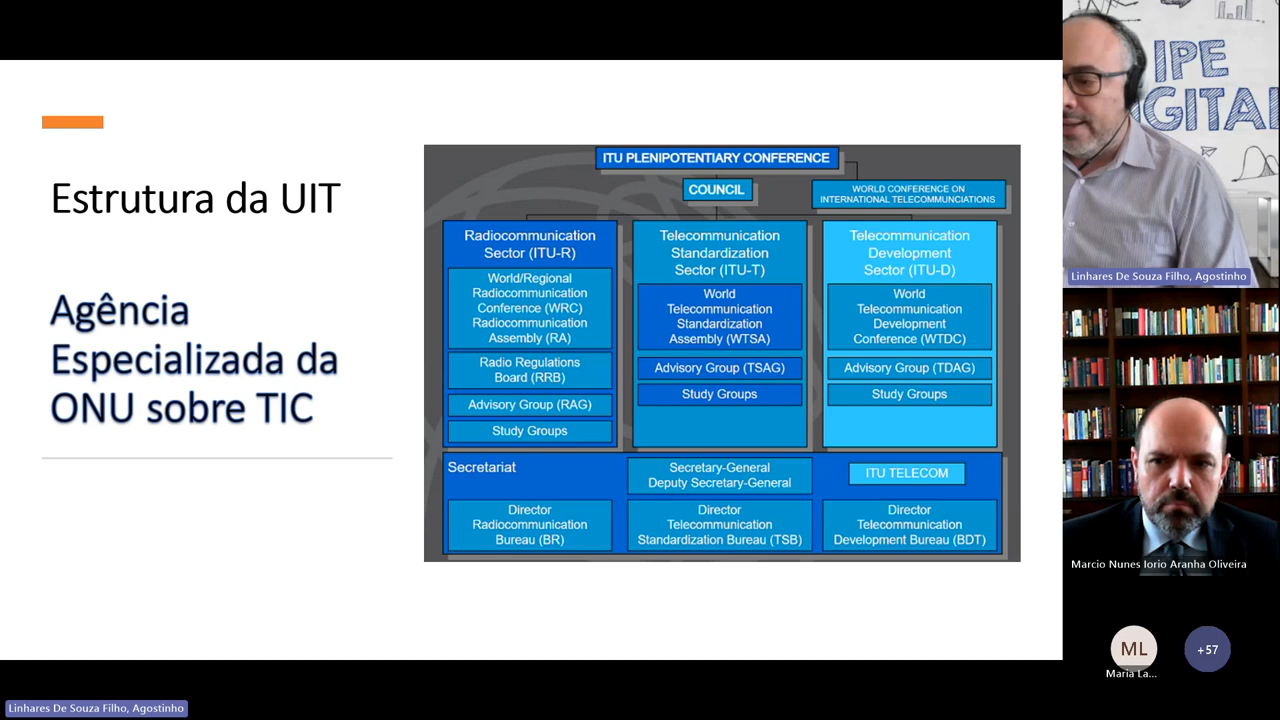 Estrutura da UIT
Agência
Especializada da
ONU sobre TIC
ITU PLENIPOTENTIARY CONFERENCE
COUNCIL
WORLD CONFERENCE ON
INTERNATIONAL TELECOMMUNCIATIONS
Radiocommunication
Sector (ITU-R)
World/Regional
Radiocommunication
Conference (WRC)
Radiocommunication
Assembly (RA)
Radio Regulations
Board (RRB)
Advisory Group (RAG)
Study Groups
Telecommunication
Standardization
Sector (ITU-T)
World
Telecommunication
Standardization
Assembly (WTSA)
Advisory Group (TSAG)
Study Groups
Telecommunication
Development
Sector (ITU-D)
World
Telecommunication
Development
Conference (WTDC)
Advisory Group (TDAG)
Study Groups
Secretariat
Secretary-General
Deputy Secretary-General
ITU TELECOM
Director
Radiocommunication
Bureau (BR)
Director
Telecommunication
Standardization Bureau (TSB)
Director
Telecommunication
Development Bureau (BDT)
IPE
GITAL
Linhares De Souza Filho, Agostinho
Marcio Nunes Iorio Aranha Oliveira
ML
+57
Maria La...
Linhares De Souza Filho, Agostinho